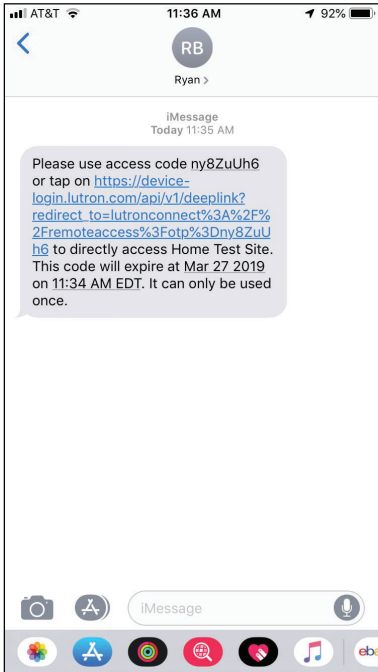 AT&T 11:36 AM 92%
RB
Ryan >
iMessage
Today 11:35 AM
Please use access code ny8ZuUh6
or tap on https://device-
login.lutron.com/api/v1/deeplink?
redirect_to=lutronconnect%3A%2F%
2Fremoteaccess%3Fotp%3Dny8ZuU
h6 to directly access Home Test Site.
This code will expire at Mar 27 2019
on 11:34 AM EDT. It can only be used
once.
iMessage
eba